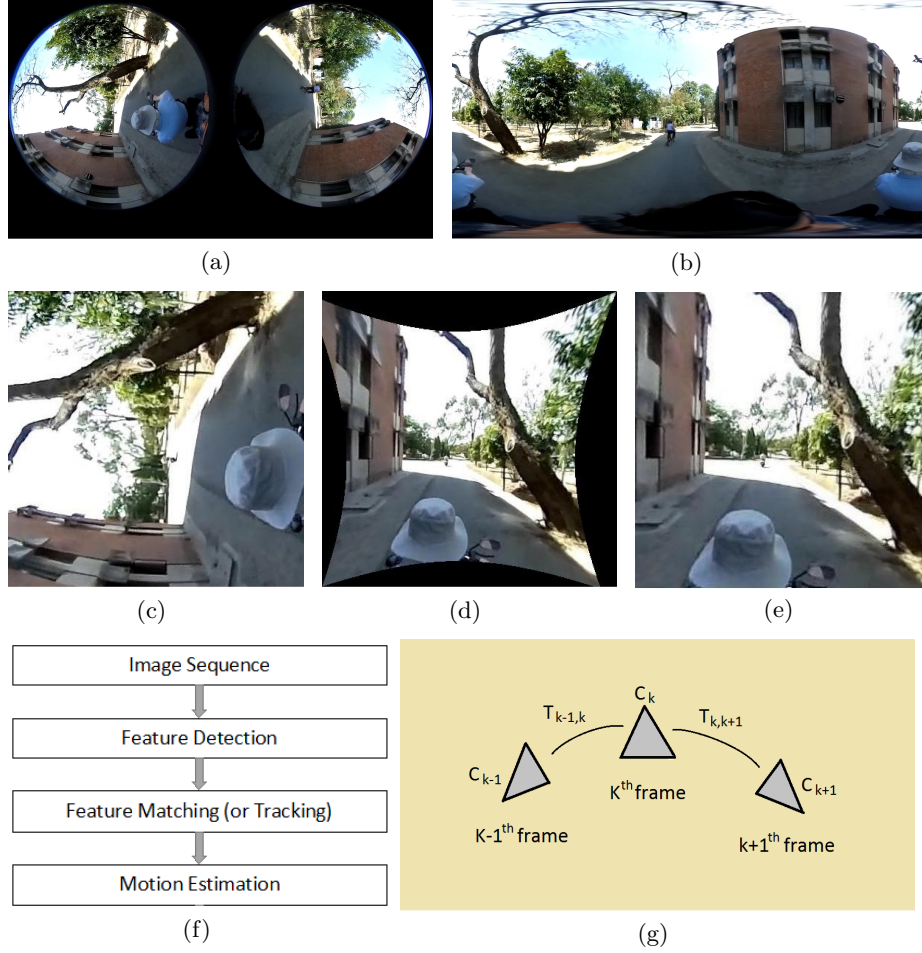 (a)
(b)
(c)
(d)
(e)
Image Sequence
Feature Detection
Feature Matching (or Tracking)
Motion Estimation
(f)
C k
T k-1,k
T k,k+1
C k-1
C k+1
K th frame
K-1 th frame
k+1 th frame
(g)